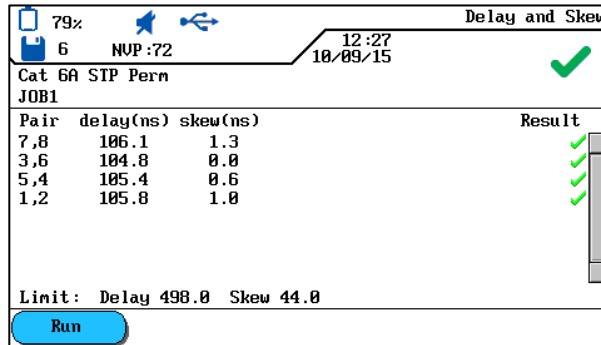 79% Delay and Skew
6 NVP:72 12:27
10/09/15
Cat 6A STP Perm
JOB1
Pair delay(ns) skew(ns) Result
7,8 106.1 1.3
3,6 104.8 0.0
5,4 105.4 0.6
1,2 105.8 1.0
Limit: Delay 498.0 Skew 44.0
Run